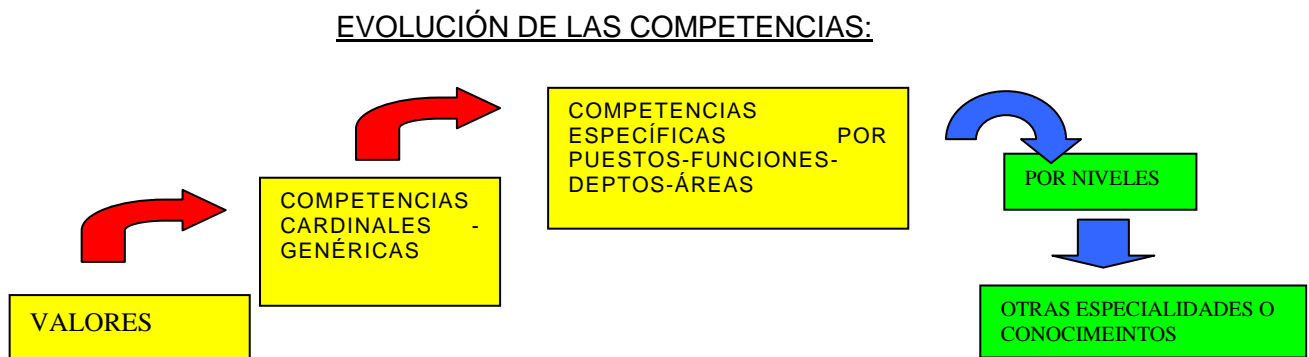 EVOLUCIÓN DE LAS COMPETENCIAS:
VALORES
COMPETENCIAS
CARDINALES -
GENÉRICAS
COMPETENCIAS
ESPECÍFICAS POR
PUESTOS-FUNCIONES-
DEPTOS-ÁREAS
POR NIVELES
OTRAS ESPECIALIDADES O
CONOCIMEINTOS